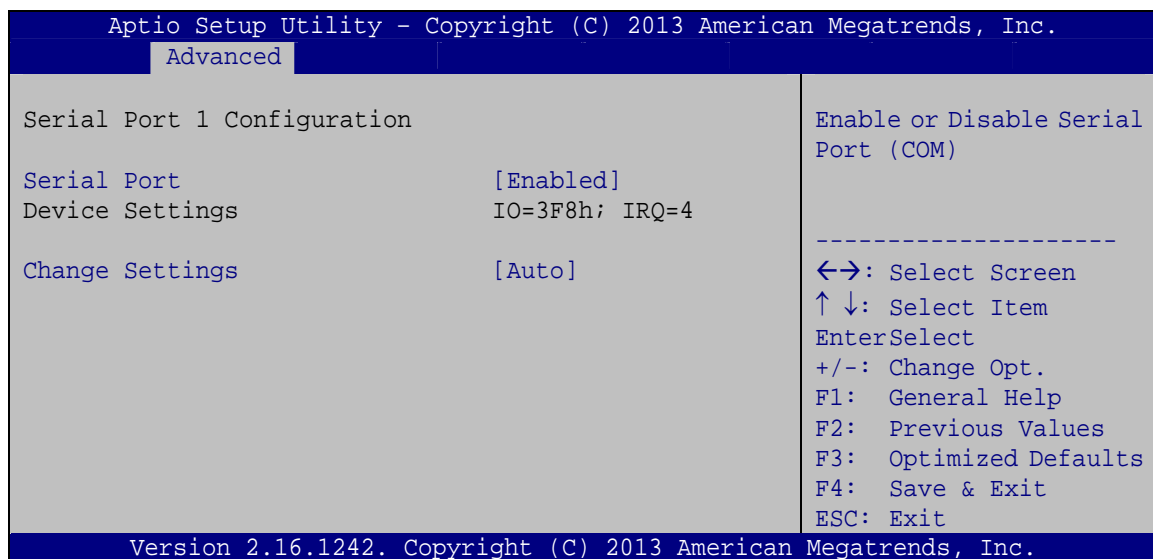 Aptio Setup Utility – Copyright (C) 2013 American Megatrends, Inc.
Advanced
Serial Port 1 Configuration
Serial Port [Enabled]
Device Settings IO=3F8h; IRQ=4
Change Settings [Auto]
Enable or Disable Serial
Port (COM)
---------------------
←→: Select Screen
↑ ↓: Select Item
EnterSelect
+/-: Change Opt.
F1: General Help
F2: Previous Values
F3: Optimized Defaults
F4: Save & Exit
ESC: Exit
Version 2.16.1242. Copyright (C) 2013 American Megatrends, Inc.